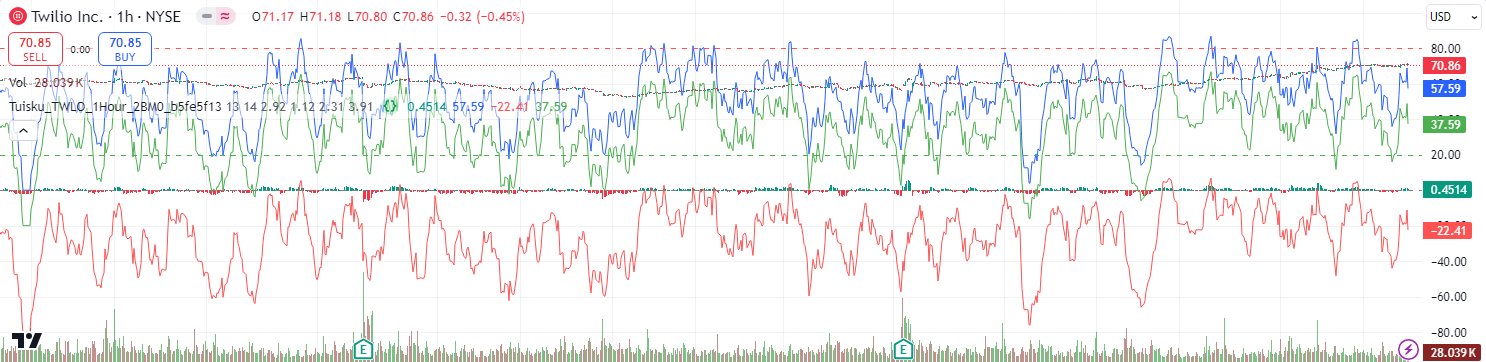 Twilio Inc. · 1h · NYSE O71.17 H71.18 L70.80 C70.86 −0.32 (−0.45%)
USD
70.85
SELL
0.00
70.85
BUY
Vol 28.039K
Tuisku_TWLO_1Hour_2BM0_b5fe5f13 13 14 2.92 1.12 2.31 3.91 0.4514 57.59 −22.41 37.59
80.00
70.86
57.59
37.59
20.00
0.4514
−22.41
−40.00
−60.00
−80.00
28.039K
E
E